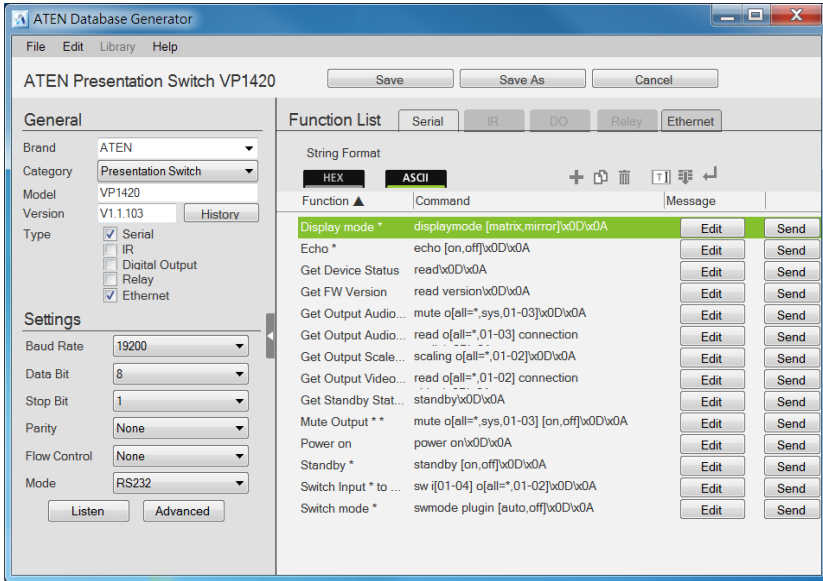 ATEN Database Generator
File Edit Library Help
ATEN Presentation Switch VP1420
Save Save As Cancel
General
Brand ATEN
Category Presentation Switch
Model VP1420
Version V1.1.103 History
Type Serial
IR
Digital Output
Relay
Ethernet
Settings
Baud Rate 19200
Data Bit 8
Stop Bit 1
Parity None
Flow Control None
Mode RS232
Listen Advanced
Function List Serial IR DO Relay Ethernet
String Format
HEX ASCII
Function ▲ Command Message
Display mode * displaymode [matrix,mirror]\x0D\x0A Edit Send
Echo * echo [on,off]\x0D\x0A Edit Send
Get Device Status read\x0D\x0A Edit Send
Get FW Version read version\x0D\x0A Edit Send
Get Output Audio... mute o[all=*,sys,01-03]\x0D\x0A Edit Send
Get Output Audio... read o[all=*,01-03] connection Edit Send
Get Output Scale... scaling o[all=*,01-02]\x0D\x0A Edit Send
Get Output Video... read o[all=*,01-02] connection Edit Send
Get Standby Stat... standby\x0D\x0A Edit Send
Mute Output * * mute o[all=*,sys,01-03] [on,off]\x0D\x0A Edit Send
Power on power on\x0D\x0A Edit Send
Standby * standby [on,off]\x0D\x0A Edit Send
Switch Input * to ... sw i[01-04] o[all=*,01-02]\x0D\x0A Edit Send
Switch mode * swmode plugin [auto,off]\x0D\x0A Edit Send